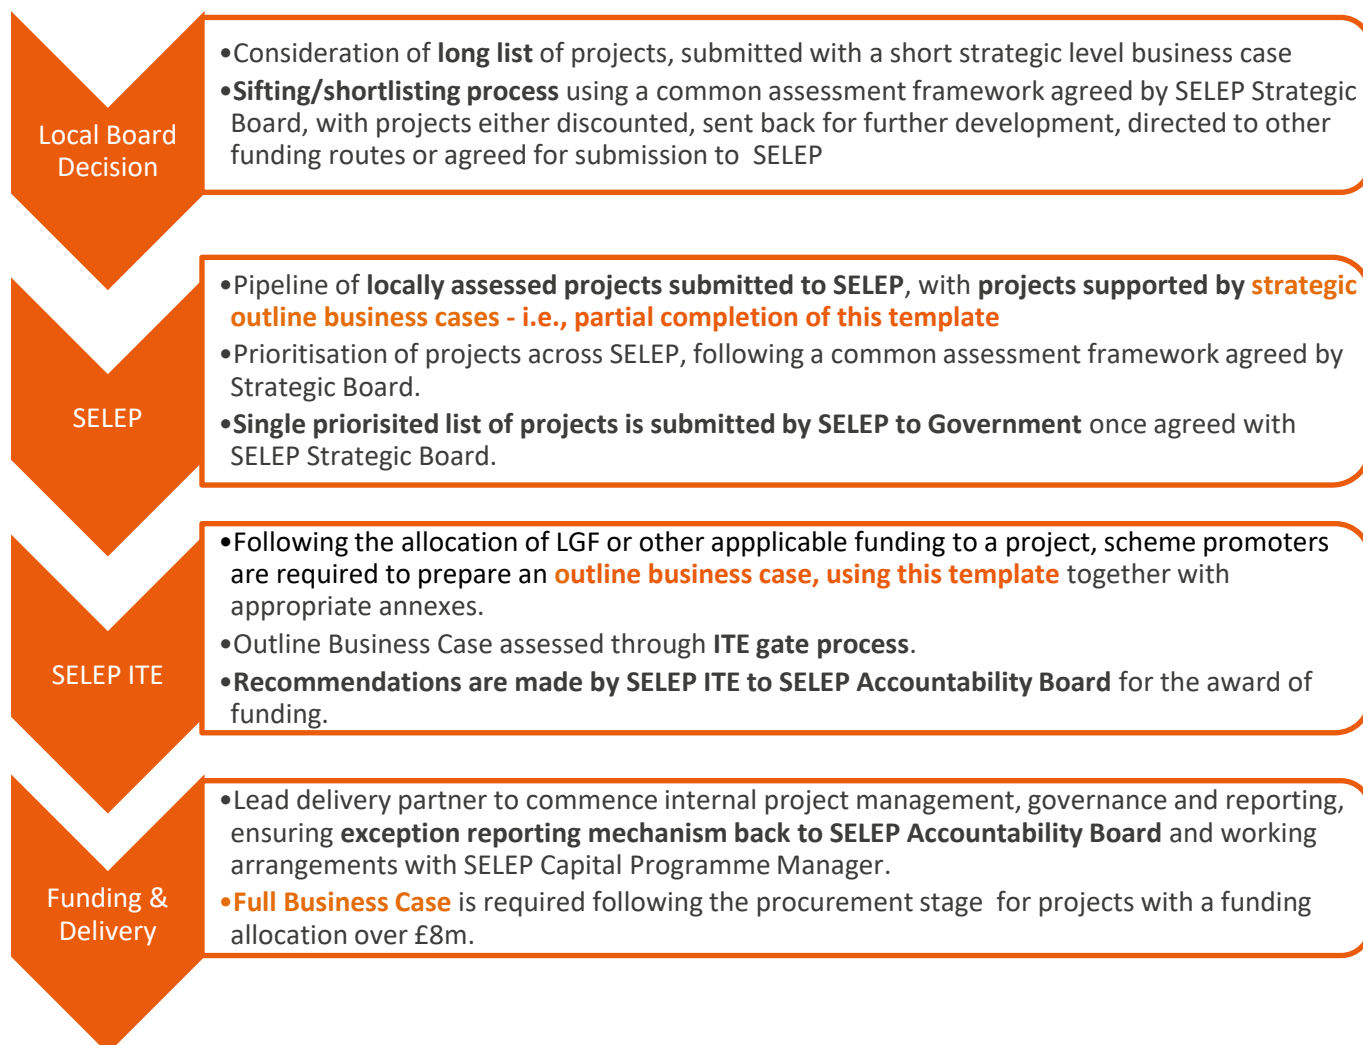 Local Board
Decision
•Consideration of long list of projects, submitted with a short strategic level business case
•Sifting/shortlisting process using a common assessment framework agreed by SELEP Strategic
Board, with projects either discounted, sent back for further development, directed to other
funding routes or agreed for submission to SELEP
SELEP
•Pipeline of locally assessed projects submitted to SELEP, with projects supported by strategic
outline business cases - i.e., partial completion of this template
•Prioritisation of projects across SELEP, following a common assessment framework agreed by
Strategic Board.
•Single priorisited list of projects is submitted by SELEP to Government once agreed with
SELEP Strategic Board.
SELEP ITE
•Following the allocation of LGF or other appplicable funding to a project, scheme promoters
are required to prepare an outline business case, using this template together with
appropriate annexes.
•Outline Business Case assessed through ITE gate process.
•Recommendations are made by SELEP ITE to SELEP Accountability Board for the award of
funding.
Funding &
Delivery
•Lead delivery partner to commence internal project management, governance and reporting,
ensuring exception reporting mechanism back to SELEP Accountability Board and working
arrangements with SELEP Capital Programme Manager.
•Full Business Case is required following the procurement stage for projects with a funding
allocation over £8m.